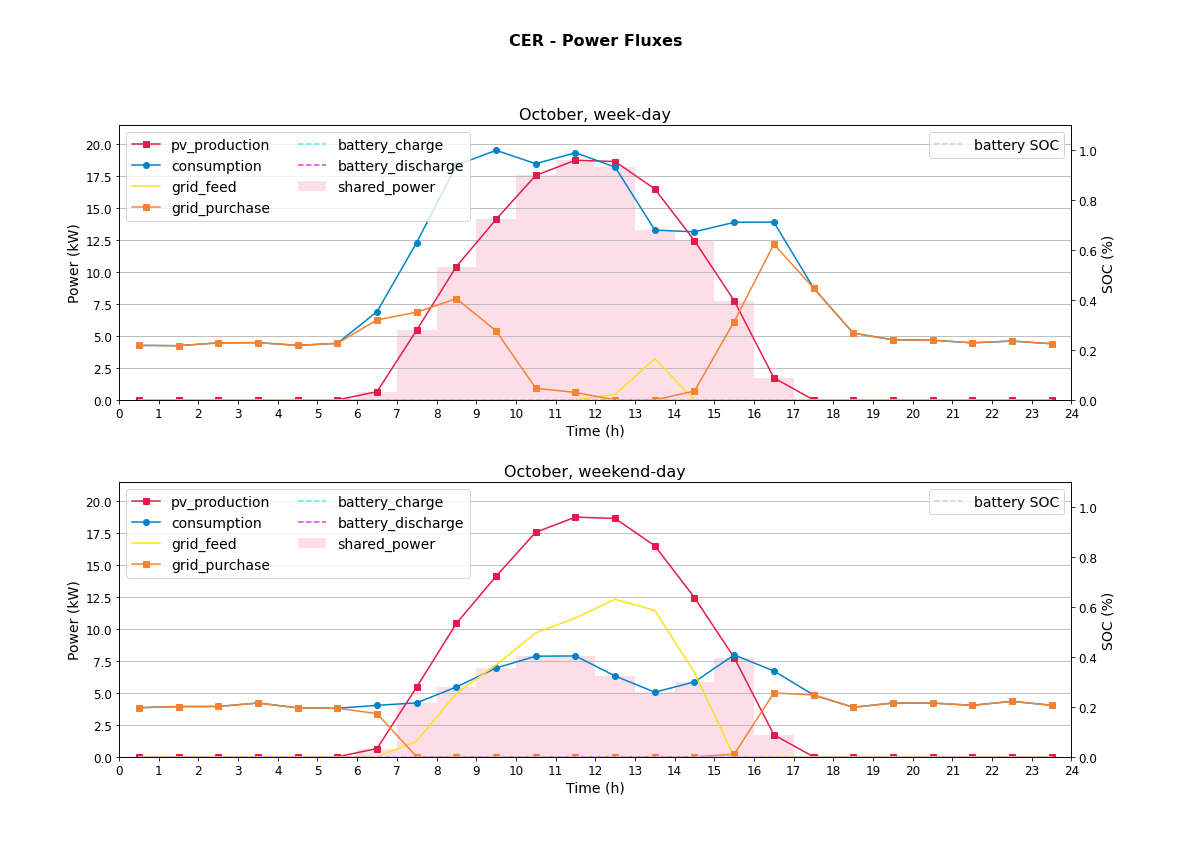 CER - Power Fluxes
October, week-day
pv_production
consumption
grid_feed
grid_purchase
battery_charge
battery_discharge
shared_power
battery SOC
Power (kW)
20.0
17.5
15.0
12.5
10.0
7.5
5.0
2.5
0.0
SOC (%)
1.0
0.8
0.6
0.4
0.2
0.0
0 1 2 3 4 5 6 7 8 9 10 11 12 13 14 15 16 17 18 19 20 21 22 23 24
Time (h)
October, weekend-day
pv_production
consumption
grid_feed
grid_purchase
battery_charge
battery_discharge
shared_power
battery SOC
Power (kW)
20.0
17.5
15.0
12.5
10.0
7.5
5.0
2.5
0.0
SOC (%)
1.0
0.8
0.6
0.4
0.2
0.0
0 1 2 3 4 5 6 7 8 9 10 11 12 13 14 15 16 17 18 19 20 21 22 23 24
Time (h)